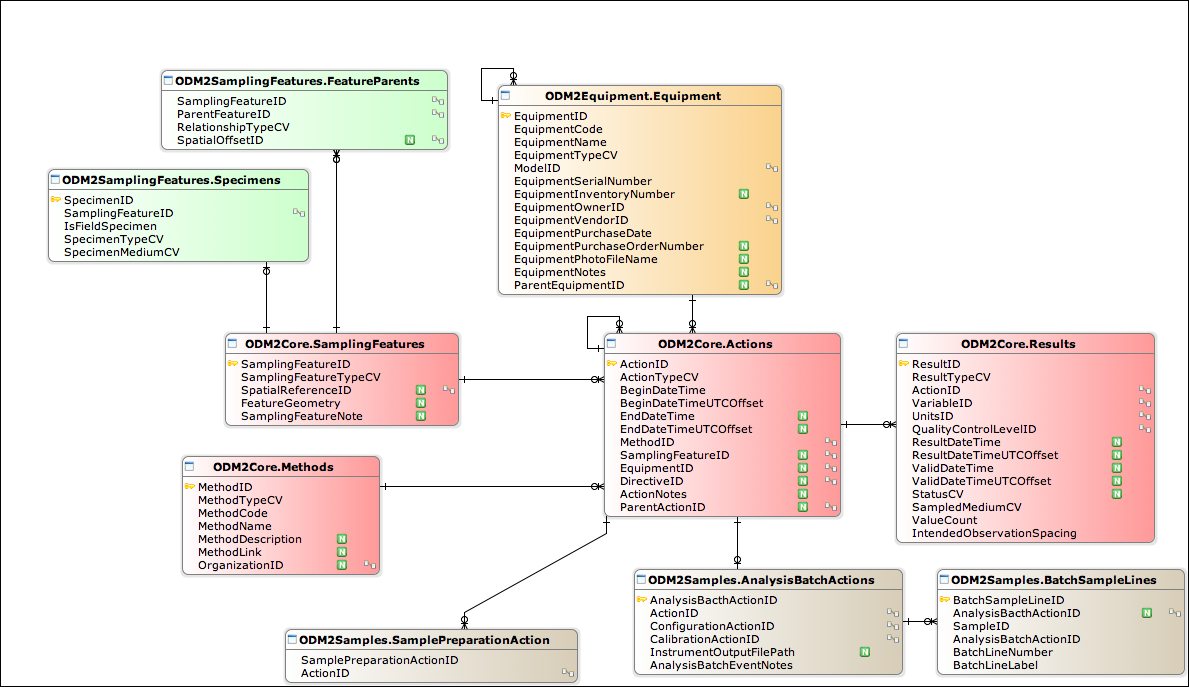 ODM2SamplingFeatures.FeatureParents
SamplingFeatureID
ParentFeatureID
RelationshipTypeCV
SpatialOffsetID N
ODM2SamplingFeatures.Specimens
SpecimenID
SamplingFeatureID
IsFieldSpecimen
SpecimenTypeCV
SpecimenMediumCV
ODM2Equipment.Equipment
EquipmentID
EquipmentCode
EquipmentName
EquipmentTypeCV
ModelID
EquipmentSerialNumber
EquipmentInventoryNumber N
EquipmentOwnerID
EquipmentVendorID
EquipmentPurchaseDate
EquipmentPurchaseOrderNumber N
EquipmentPhotoFileName N
EquipmentNotes N
ParentEquipmentID N
ODM2Core.SamplingFeatures
SamplingFeatureID
SamplingFeatureTypeCV
SpatialReferenceID N
FeatureGeometry N
SamplingFeatureNote N
ODM2Core.Actions
ActionID
ActionTypeCV
BeginDateTime
BeginDateTimeUTCOffset
EndDateTime N
EndDateTimeUTCOffset N
MethodID
SamplingFeatureID N
EquipmentID N
DirectiveID N
ActionNotes N
ParentActionID N
ODM2Core.Results
ResultID
ResultTypeCV
ActionID
VariableID
UnitsID
QualityControlLevelID
ResultDateTime N
ResultDateTimeUTCOffset N
ValidDateTime N
ValidDateTimeUTCOffset N
StatusCV N
SampledMediumCV
ValueCount
IntendedObservationSpacing
ODM2Core.Methods
MethodID
MethodTypeCV
MethodCode
MethodName
MethodDescription N
MethodLink N
OrganizationID N
ODM2Samples.SamplePreparationAction
SamplePreparationActionID
ActionID
ODM2Samples.AnalysisBatchActions
AnalysisBacthActionID
ActionID
ConfigurationActionID
CalibrationActionID
InstrumentOutputFilePath N
AnalysisBatchEventNotes
ODM2Samples.BatchSampleLines
BatchSampleLineID
AnalysisBacthActionID N
SampleID
AnalysisBatchActionID
BatchLineNumber
BatchLineLabel